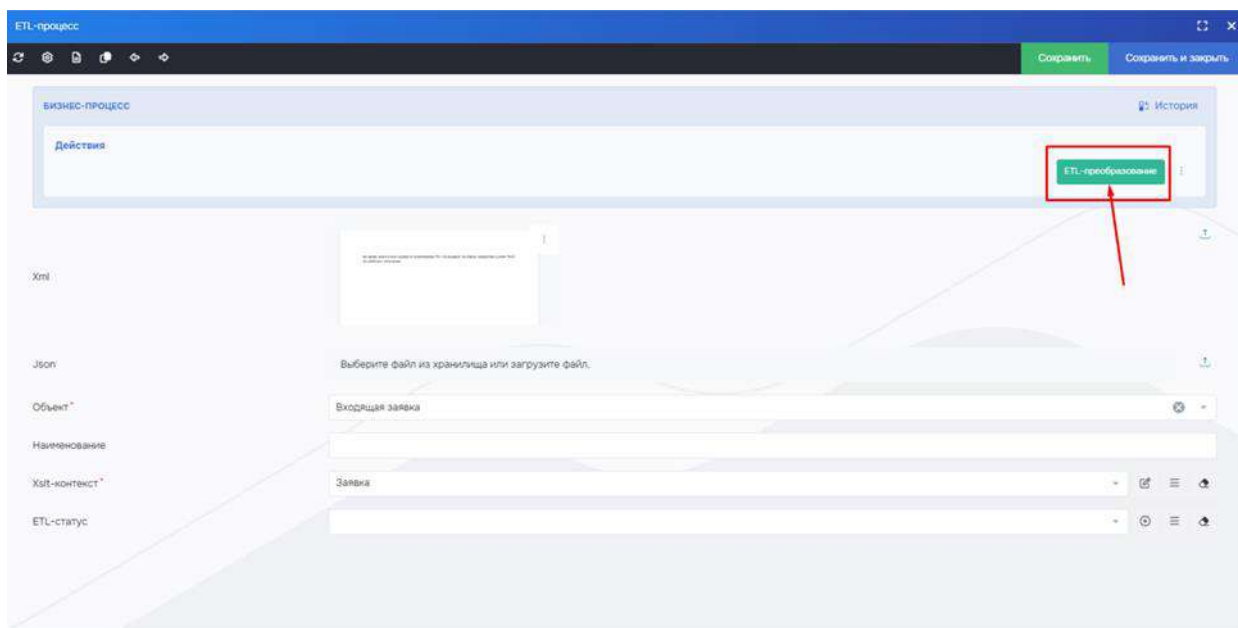 ETL-процесс
Сохранить
Сохранить и закрыть
БИЗНЕС-ПРОЦЕСС
История
Действия
ETL-преобразование
Xml
Json
Выберите файл из хранилища или загрузите файл.
Объект*
Входящая заявка
Наименование
Xslt-контекст*
Заявка
ETL-статус